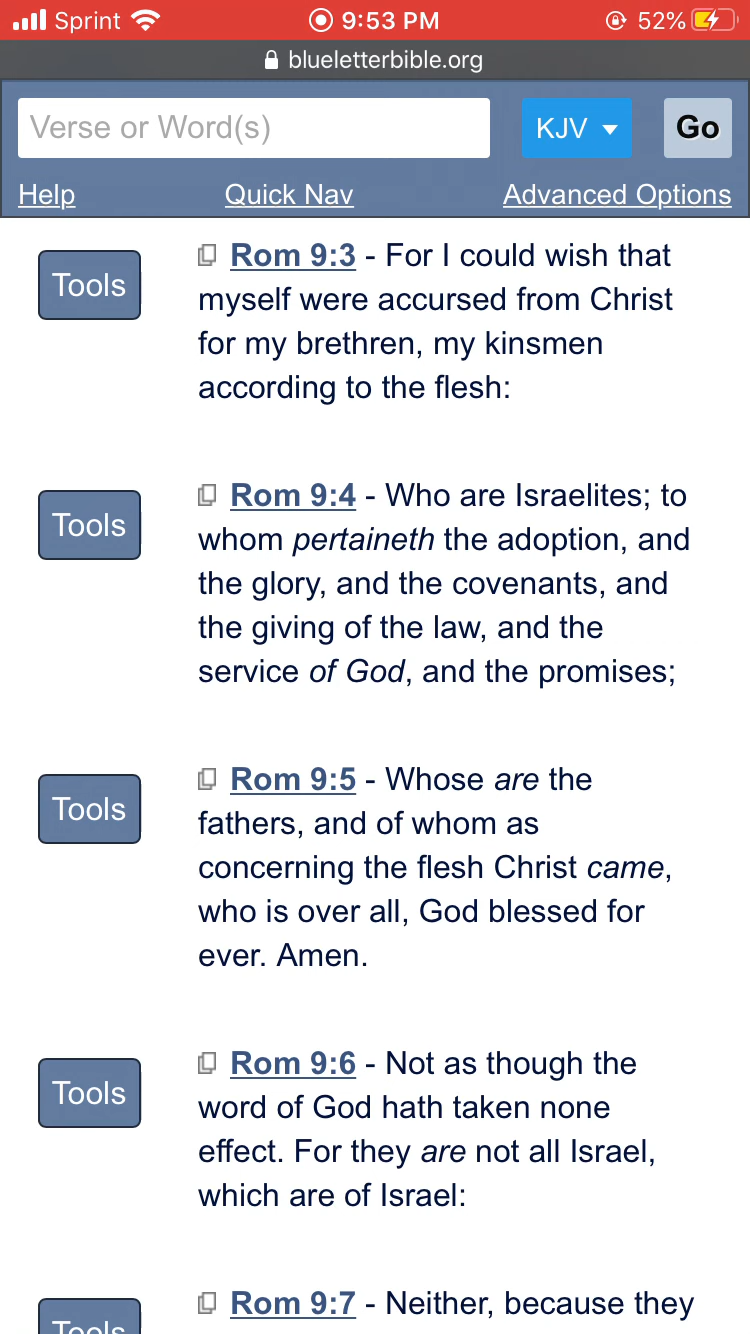 Sprint 9:53 PM 52%
blueletterbible.org
Verse or Word(s) KJV Go
Help Quick Nav Advanced Options
Tools
Rom 9:3 - For I could wish that
myself were accursed from Christ
for my brethren, my kinsmen
according to the flesh:
Tools
Rom 9:4 - Who are Israelites; to
whom pertaineth the adoption, and
the glory, and the covenants, and
the giving of the law, and the
service of God, and the promises;
Tools
Rom 9:5 - Whose are the
fathers, and of whom as
concerning the flesh Christ came,
who is over all, God blessed for
ever. Amen.
Tools
Rom 9:6 - Not as though the
word of God hath taken none
effect. For they are not all Israel,
which are of Israel:
Tools
Rom 9:7 - Neither, because they